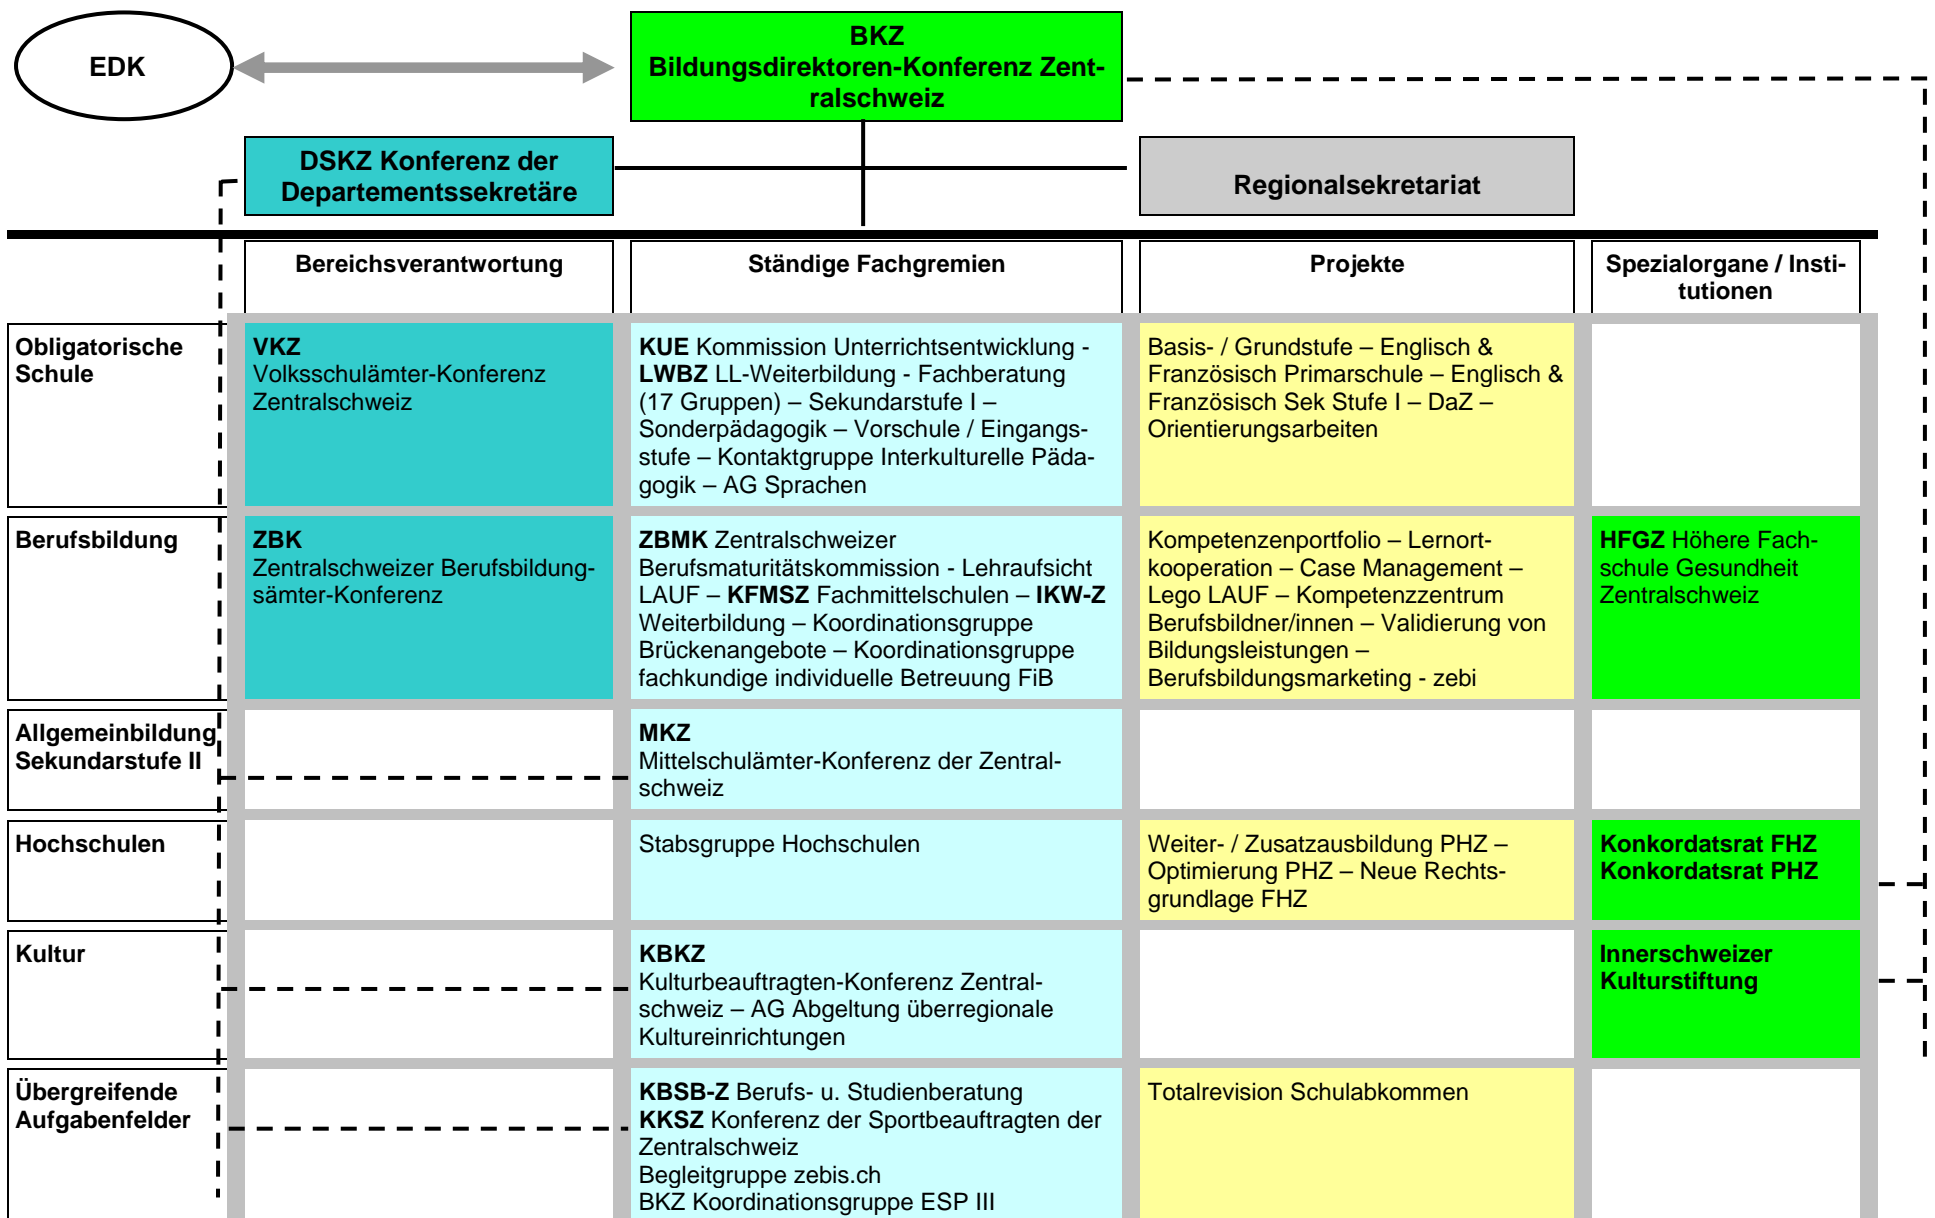 EDK
BKZ
Bildungsdirektoren-Konferenz Zent-
ralschweiz
DSKZ Konferenz der
Departementssekretäre
Regionalsekretariat
Bereichsverantwortung
Ständige Fachgremien
Projekte
Spezialorgane / Insti-
tutionen
Obligatorische
Schule
VKZ
Volksschulämter-Konferenz
Zentralschweiz
KUE Kommission Unterrichtsentwicklung -
LWBZ LL-Weiterbildung - Fachberatung
(17 Gruppen) – Sekundarstufe I –
Sonderpädagogik – Vorschule / Eingangs-
stufe – Kontaktgruppe Interkulturelle Päda-
gogik – AG Sprachen
Basis- / Grundstufe – Englisch &
Französisch Primarschule – Englisch &
Französisch Sek Stufe I – DaZ –
Orientierungsarbeiten
Berufsbildung
ZBK
Zentralschweizer Berufsbildung-
sämter-Konferenz
ZBMK Zentralschweizer
Berufsmaturitätskommission - Lehraufsicht
LAUF – KFMSZ Fachmittelschulen – IKW-Z
Weiterbildung – Koordinationsgruppe
Brückenangebote – Koordinationsgruppe
fachkundige individuelle Betreuung FiB
Kompetenzenportfolio – Lernort-
kooperation – Case Management –
Lego LAUF – Kompetenzzentrum
Berufsbildner/innen – Validierung von
Bildungsleistungen –
Berufsbildungsmarketing - zebi
HFGZ Höhere Fach-
schule Gesundheit
Zentralschweiz
Allgemeinbildung
Sekundarstufe II
MKZ
Mittelschulämter-Konferenz der Zentral-
schweiz
Hochschulen
Stabsgruppe Hochschulen
Weiter- / Zusatzausbildung PHZ –
Optimierung PHZ – Neue Rechts-
grundlage FHZ
Konkordatsrat FHZ
Konkordatsrat PHZ
Kultur
KBKZ
Kulturbeauftragten-Konferenz Zentral-
schweiz – AG Abgeltung überregionale
Kultureinrichtungen
Innerschweizer
Kulturstiftung
Übergreifende
Aufgabenfelder
KBSB-Z Berufs- u. Studienberatung
KKSZ Konferenz der Sportbeauftragten der
Zentralschweiz
Begleitgruppe zebis.ch
BKZ Koordinationsgruppe ESP III
Totalrevision Schulabkommen